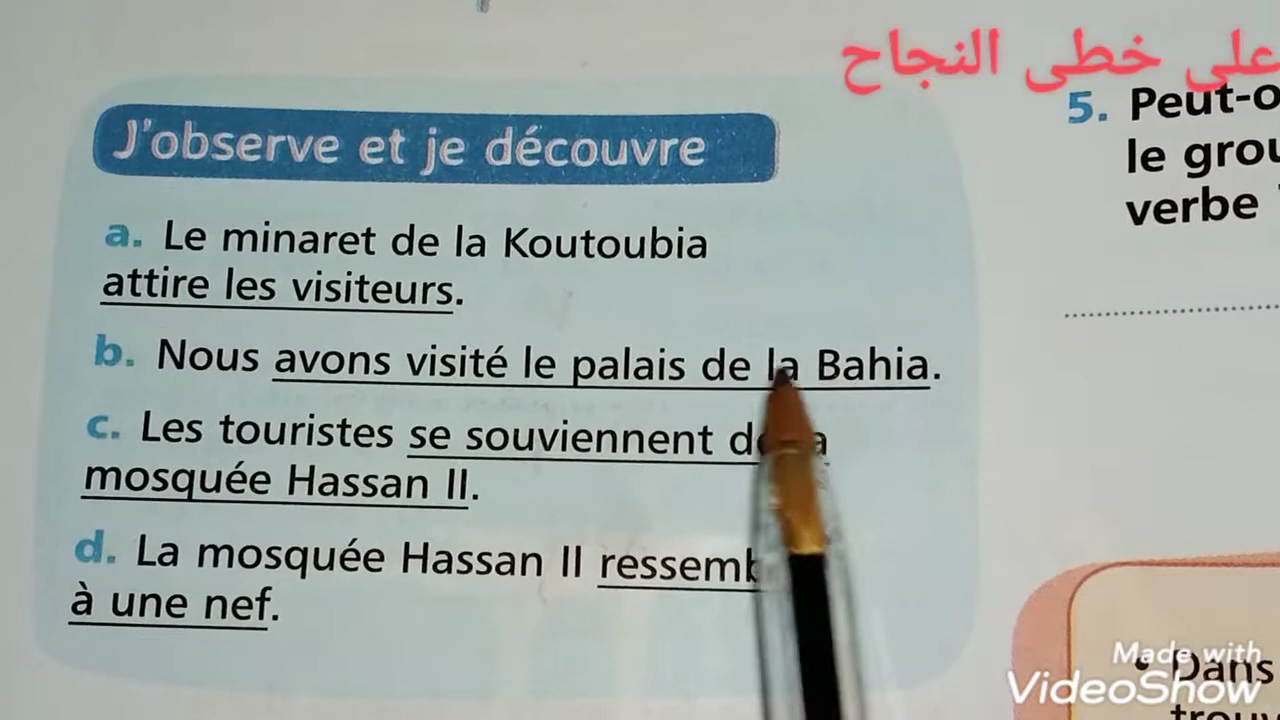 على خطى النجاح
J'observe et je découvre
a. Le minaret de la Koutoubia
attire les visiteurs.
b. Nous avons visité le palais de la Bahia.
c. Les touristes se souviennent
mosquée Hassan II.
d. La mosquée Hassan II
à une nef.
5.
le
verbe
• Dans
Made with
VideoShow